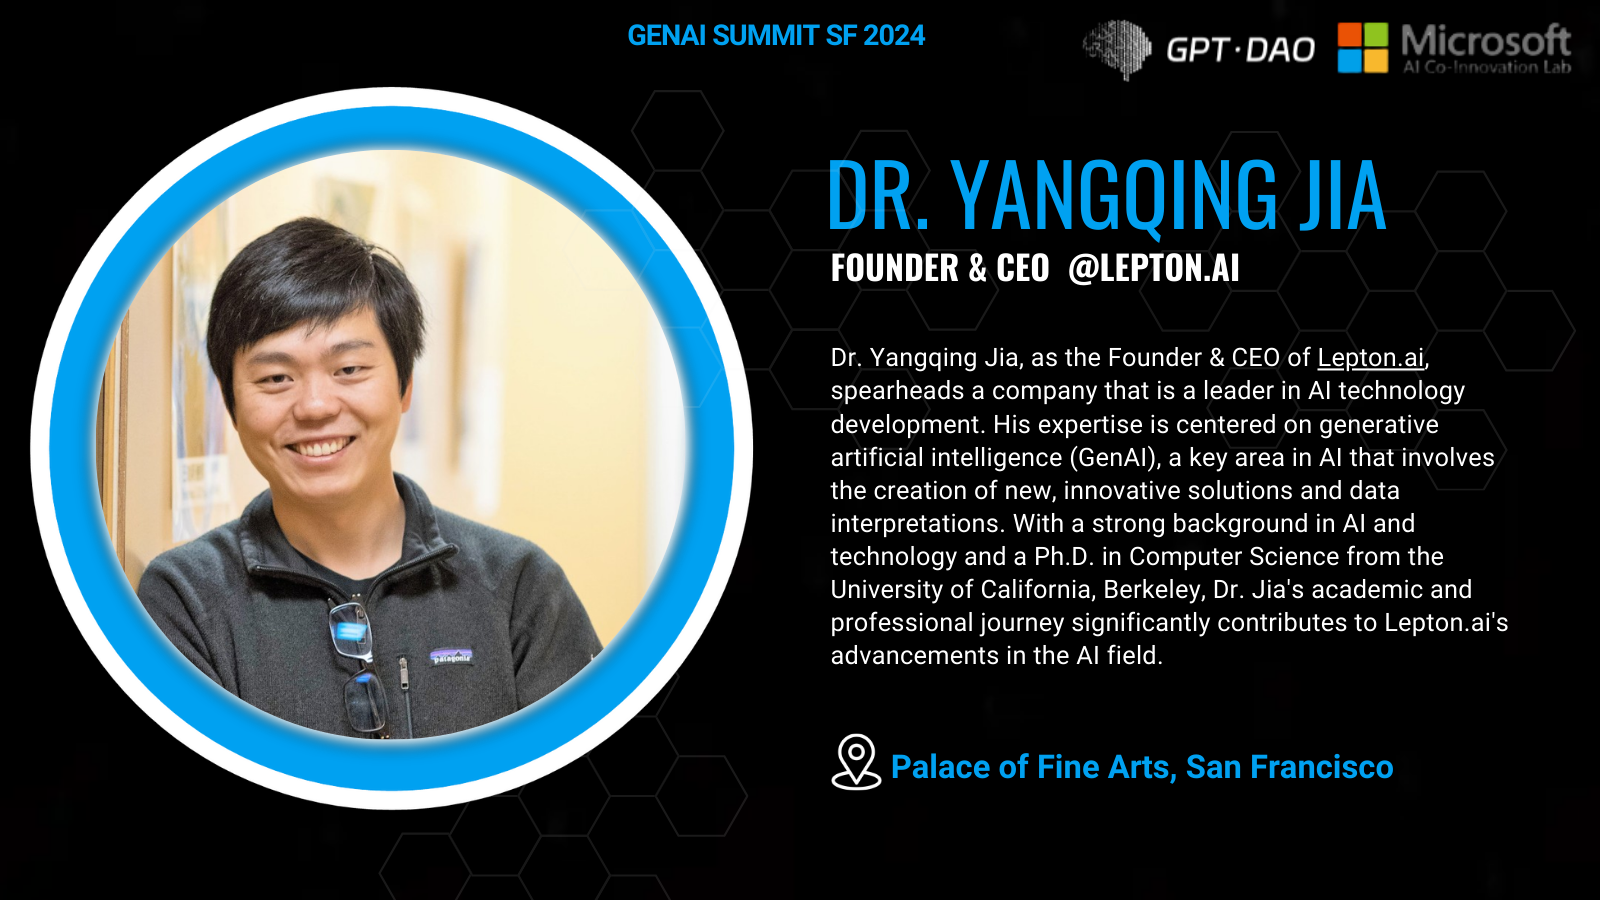 GENAI SUMMIT SF 2024
GPT·DAO
Microsoft
AI Co-Innovation Lab
DR. YANGQING JIA
FOUNDER & CEO @LEPTON.AI
Dr. Yangqing Jia, as the Founder & CEO of Lepton.ai,
spearheads a company that is a leader in AI technology
development. His expertise is centered on generative
artificial intelligence (GenAI), a key area in AI that involves
the creation of new, innovative solutions and data
interpretations. With a strong background in AI and
technology and a Ph.D. in Computer Science from the
University of California, Berkeley, Dr. Jia's academic and
professional journey significantly contributes to Lepton.ai's
advancements in the AI field.
patagonia
Palace of Fine Arts, San Francisco